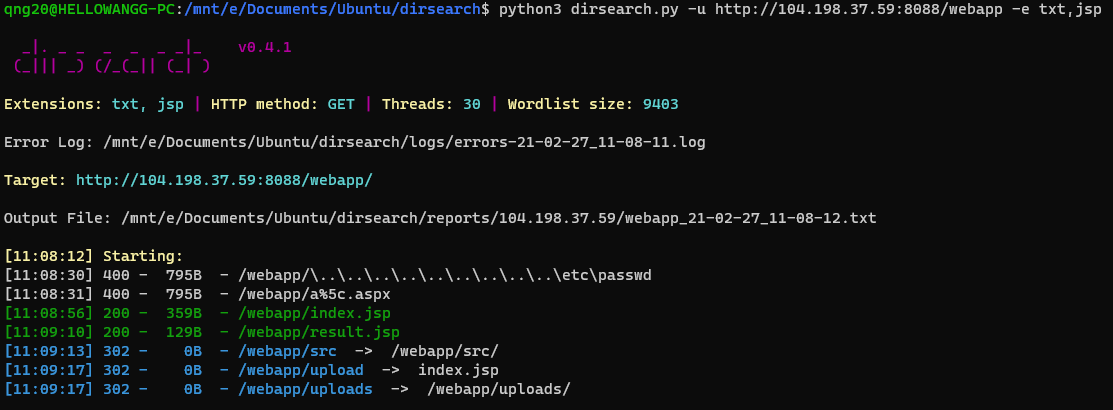 qng20@HELLOWANGG-PC:/mnt/e/Documents/Ubuntu/dirsearch$ python3 dirsearch.py -u http://104.198.37.59:8088/webapp -e txt,jsp
  _|. _ _  _  _  _ _|_    v0.4.1
 (_||| _) (/_(_|| (_| )
Extensions: txt, jsp | HTTP method: GET | Threads: 30 | Wordlist size: 9403
Error Log: /mnt/e/Documents/Ubuntu/dirsearch/logs/errors-21-02-27_11-08-11.log
Target: http://104.198.37.59:8088/webapp/
Output File: /mnt/e/Documents/Ubuntu/dirsearch/reports/104.198.37.59/webapp_21-02-27_11-08-12.txt
[11:08:12] Starting:
[11:08:30] 400 -  795B  - /webapp/\..\..\..\..\..\..\..\..\..\etc\passwd
[11:08:31] 400 -  795B  - /webapp/a%5c.aspx
[11:08:56] 200 -  359B  - /webapp/index.jsp
[11:09:10] 200 -  129B  - /webapp/result.jsp
[11:09:13] 302 -    0B  - /webapp/src  ->  /webapp/src/
[11:09:17] 302 -    0B  - /webapp/upload  ->  index.jsp
[11:09:17] 302 -    0B  - /webapp/uploads  ->  /webapp/uploads/